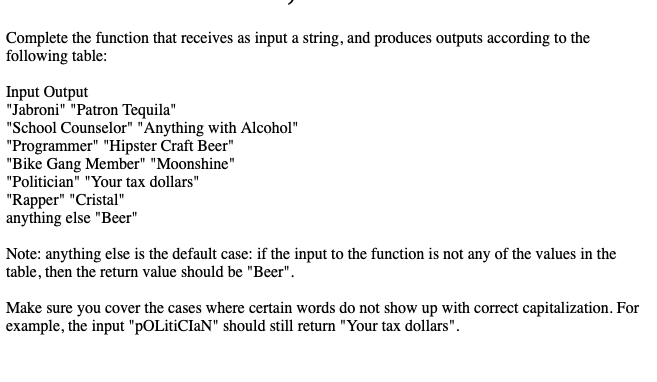 Complete the function that receives as input a string, and produces outputs according to the
following table:
Input Output
"Jabroni" "Patron Tequila"
"School Counselor" "Anything with Alcohol"
"Programmer" "Hipster Craft Beer"
"Bike Gang Member" "Moonshine"
"Politician" "Your tax dollars"
"Rapper" "Cristal"
anything else "Beer"
Note: anything else is the default case: if the input to the function is not any of the values in the
table, then the return value should be "Beer".
Make sure you cover the cases where certain words do not show up with correct capitalization. For
example, the input "pOLitiCIaN" should still return "Your tax dollars".